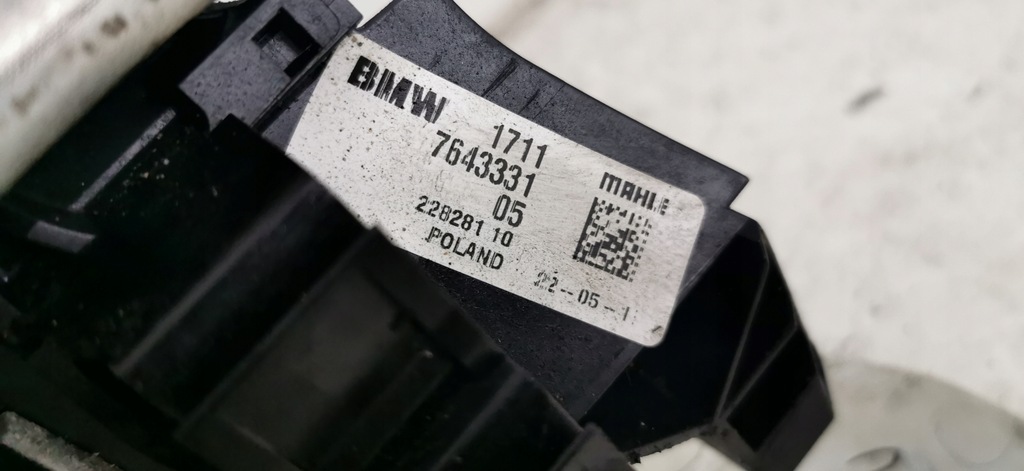 BMW
1711
7643331
05
228281 10
POLAND
MAHLE
22-05-1